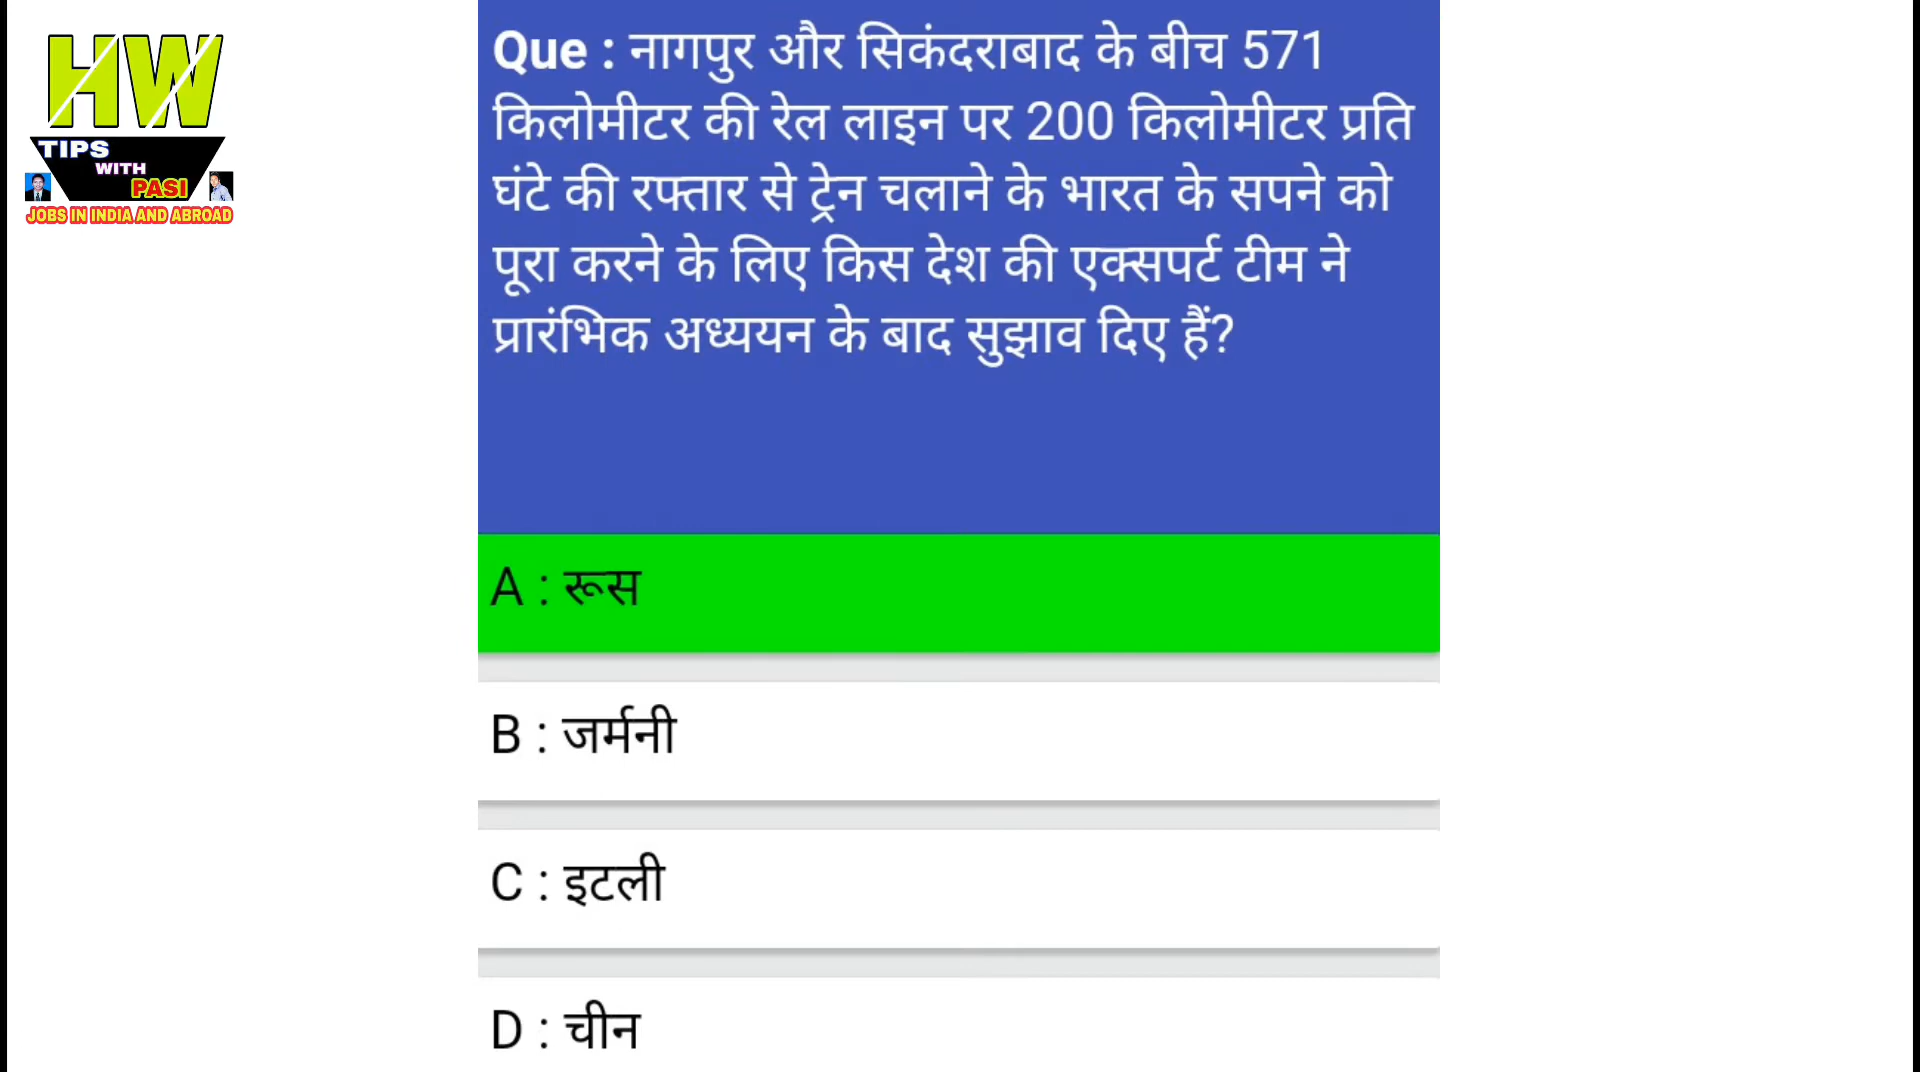 HW
TIPS
WITH
PASI
JOBS IN INDIA AND ABROAD
Que : नागपुर और सिकंदराबाद के बीच 571
किलोमीटर की रेल लाइन पर 200 किलोमीटर प्रति
घंटे की रफ्तार से ट्रेन चलाने के भारत के सपने को
पूरा करने के लिए किस देश की एक्सपर्ट टीम ने
प्रारंभिक अध्ययन के बाद सुझाव दिए हैं?
A : रूस
B : जर्मनी
C : इटली
D : चीन